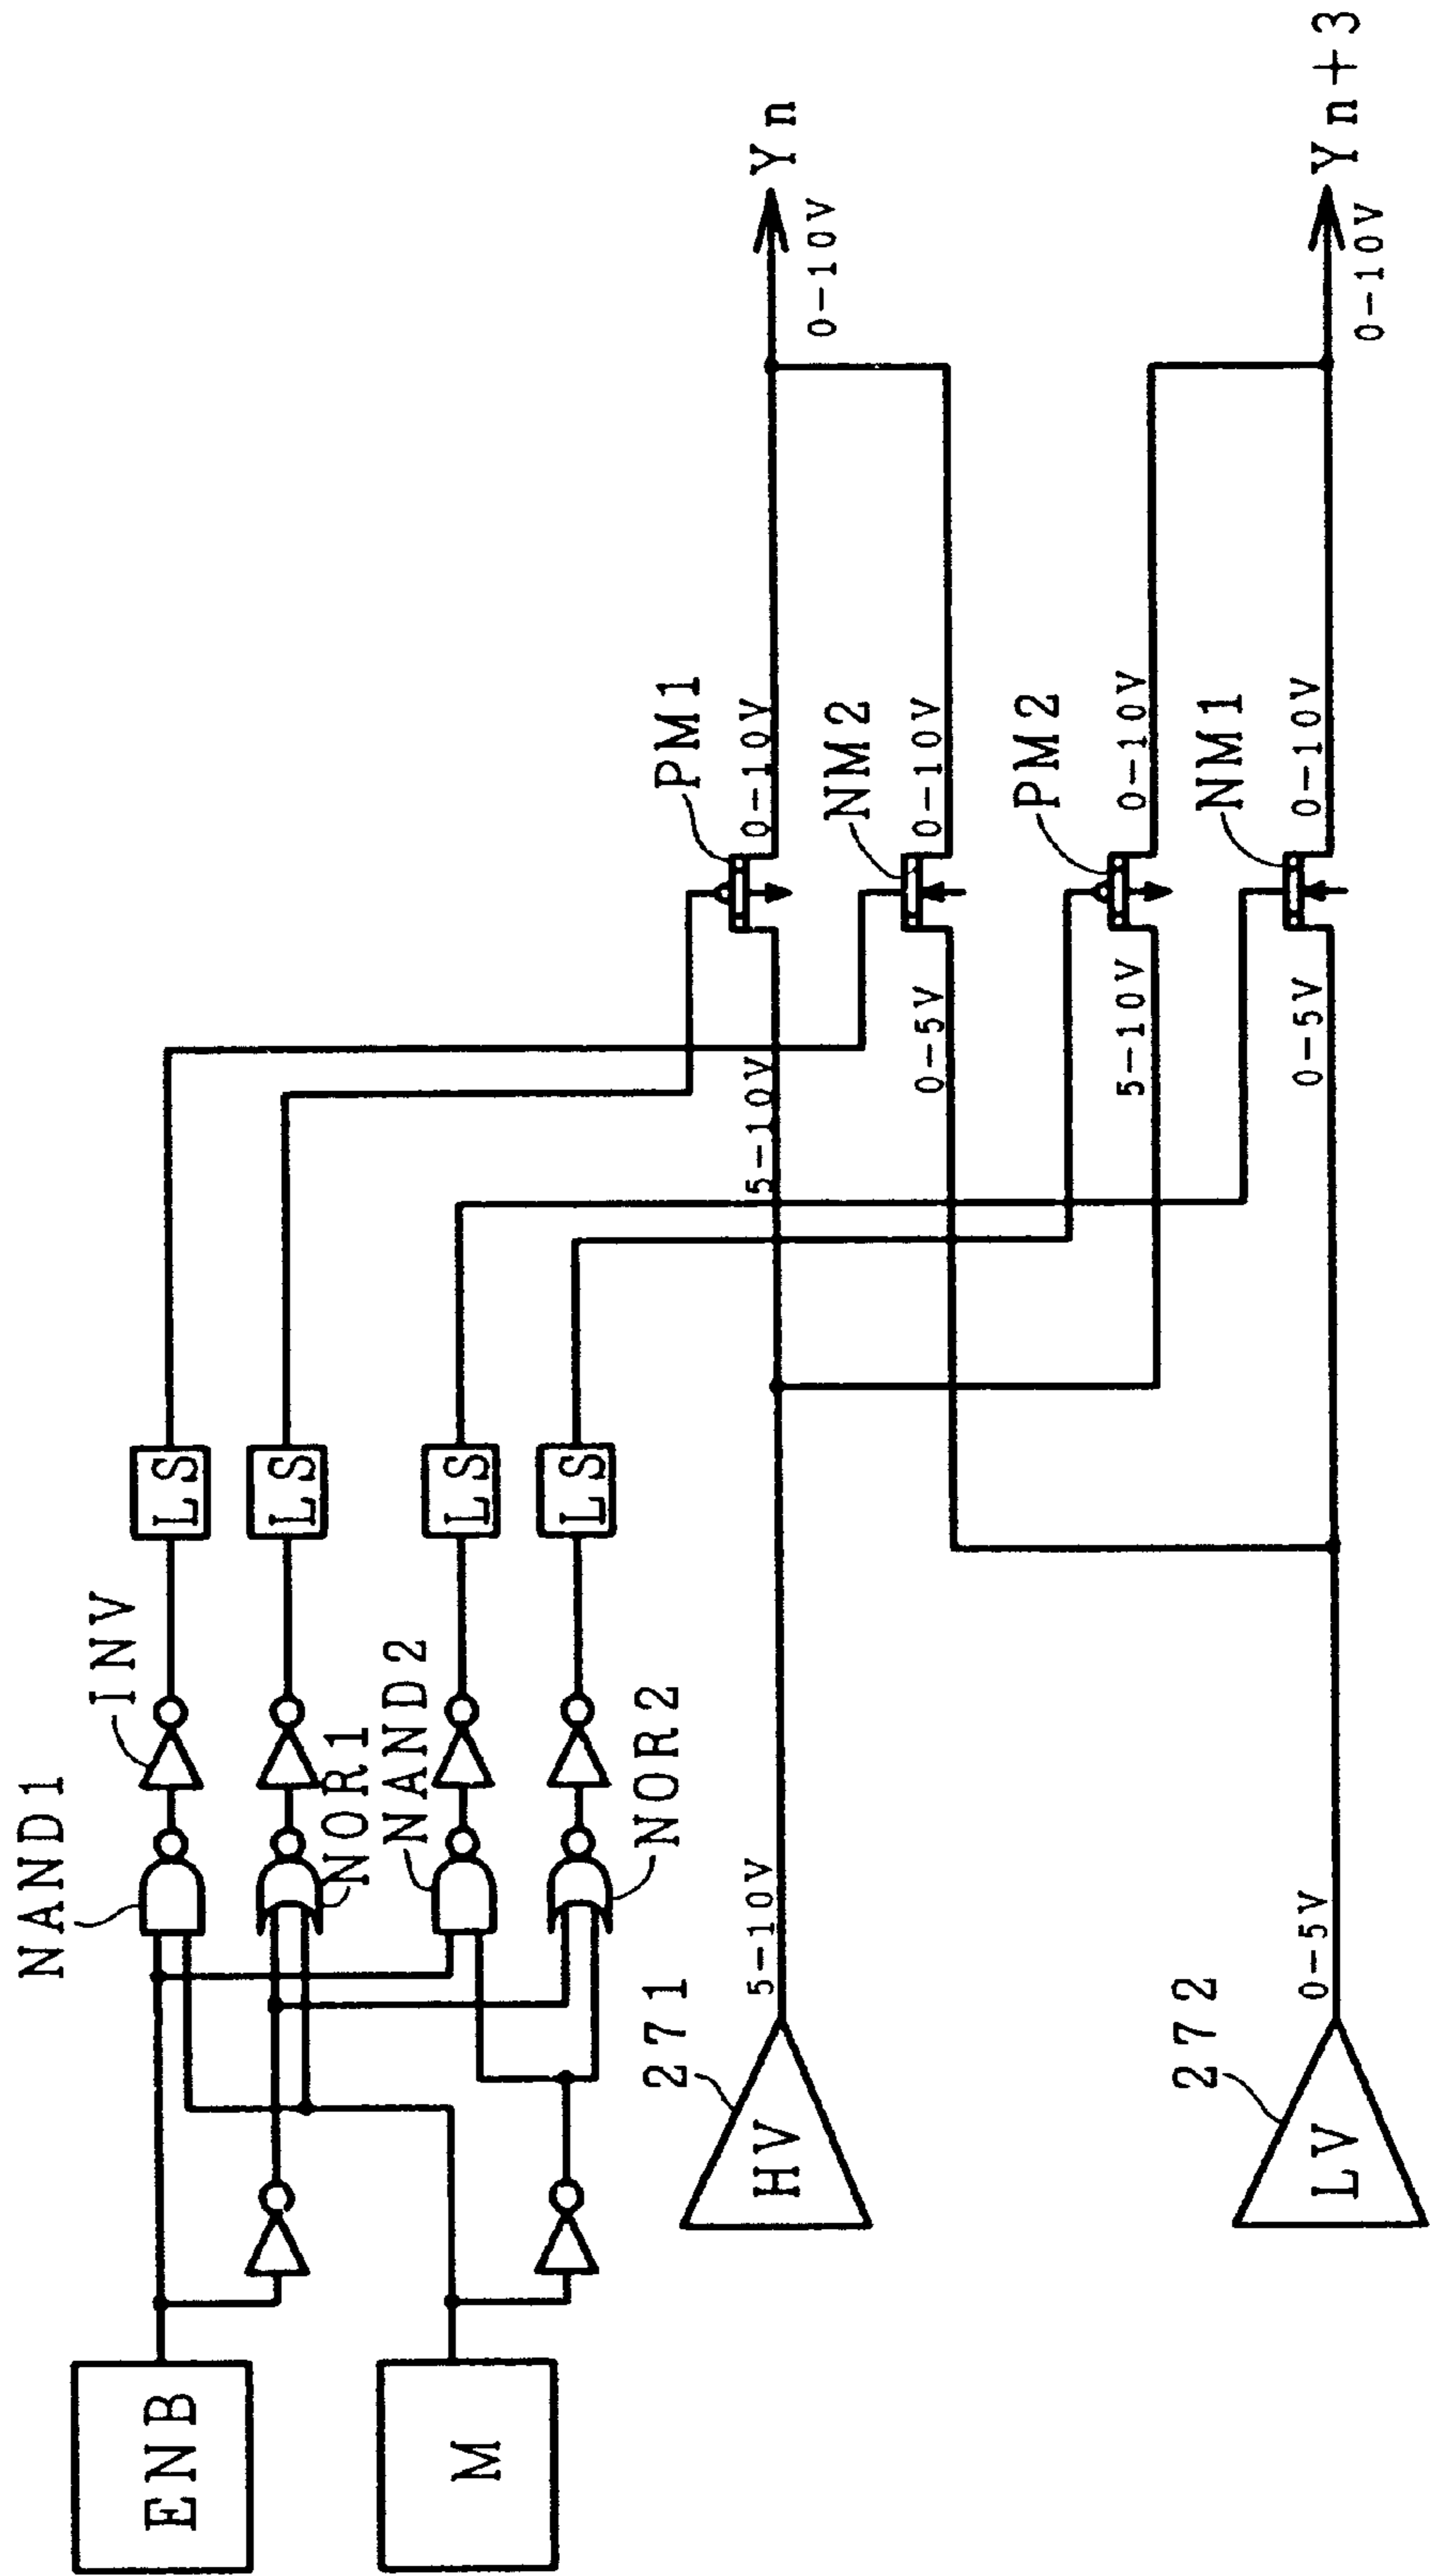 ENB
M
NAND1
INV
NOR1
NAND2
NOR2
LS
LS
LS
LS
271
HV
5-10V
272
LV
0-5V
5-10V
PM1
0-10V
0-5V
NM2
0-10V
5-10V
PM2
0-10V
0-5V
NM1
0-10V
Yn
0-10V
Yn+3
0-10V